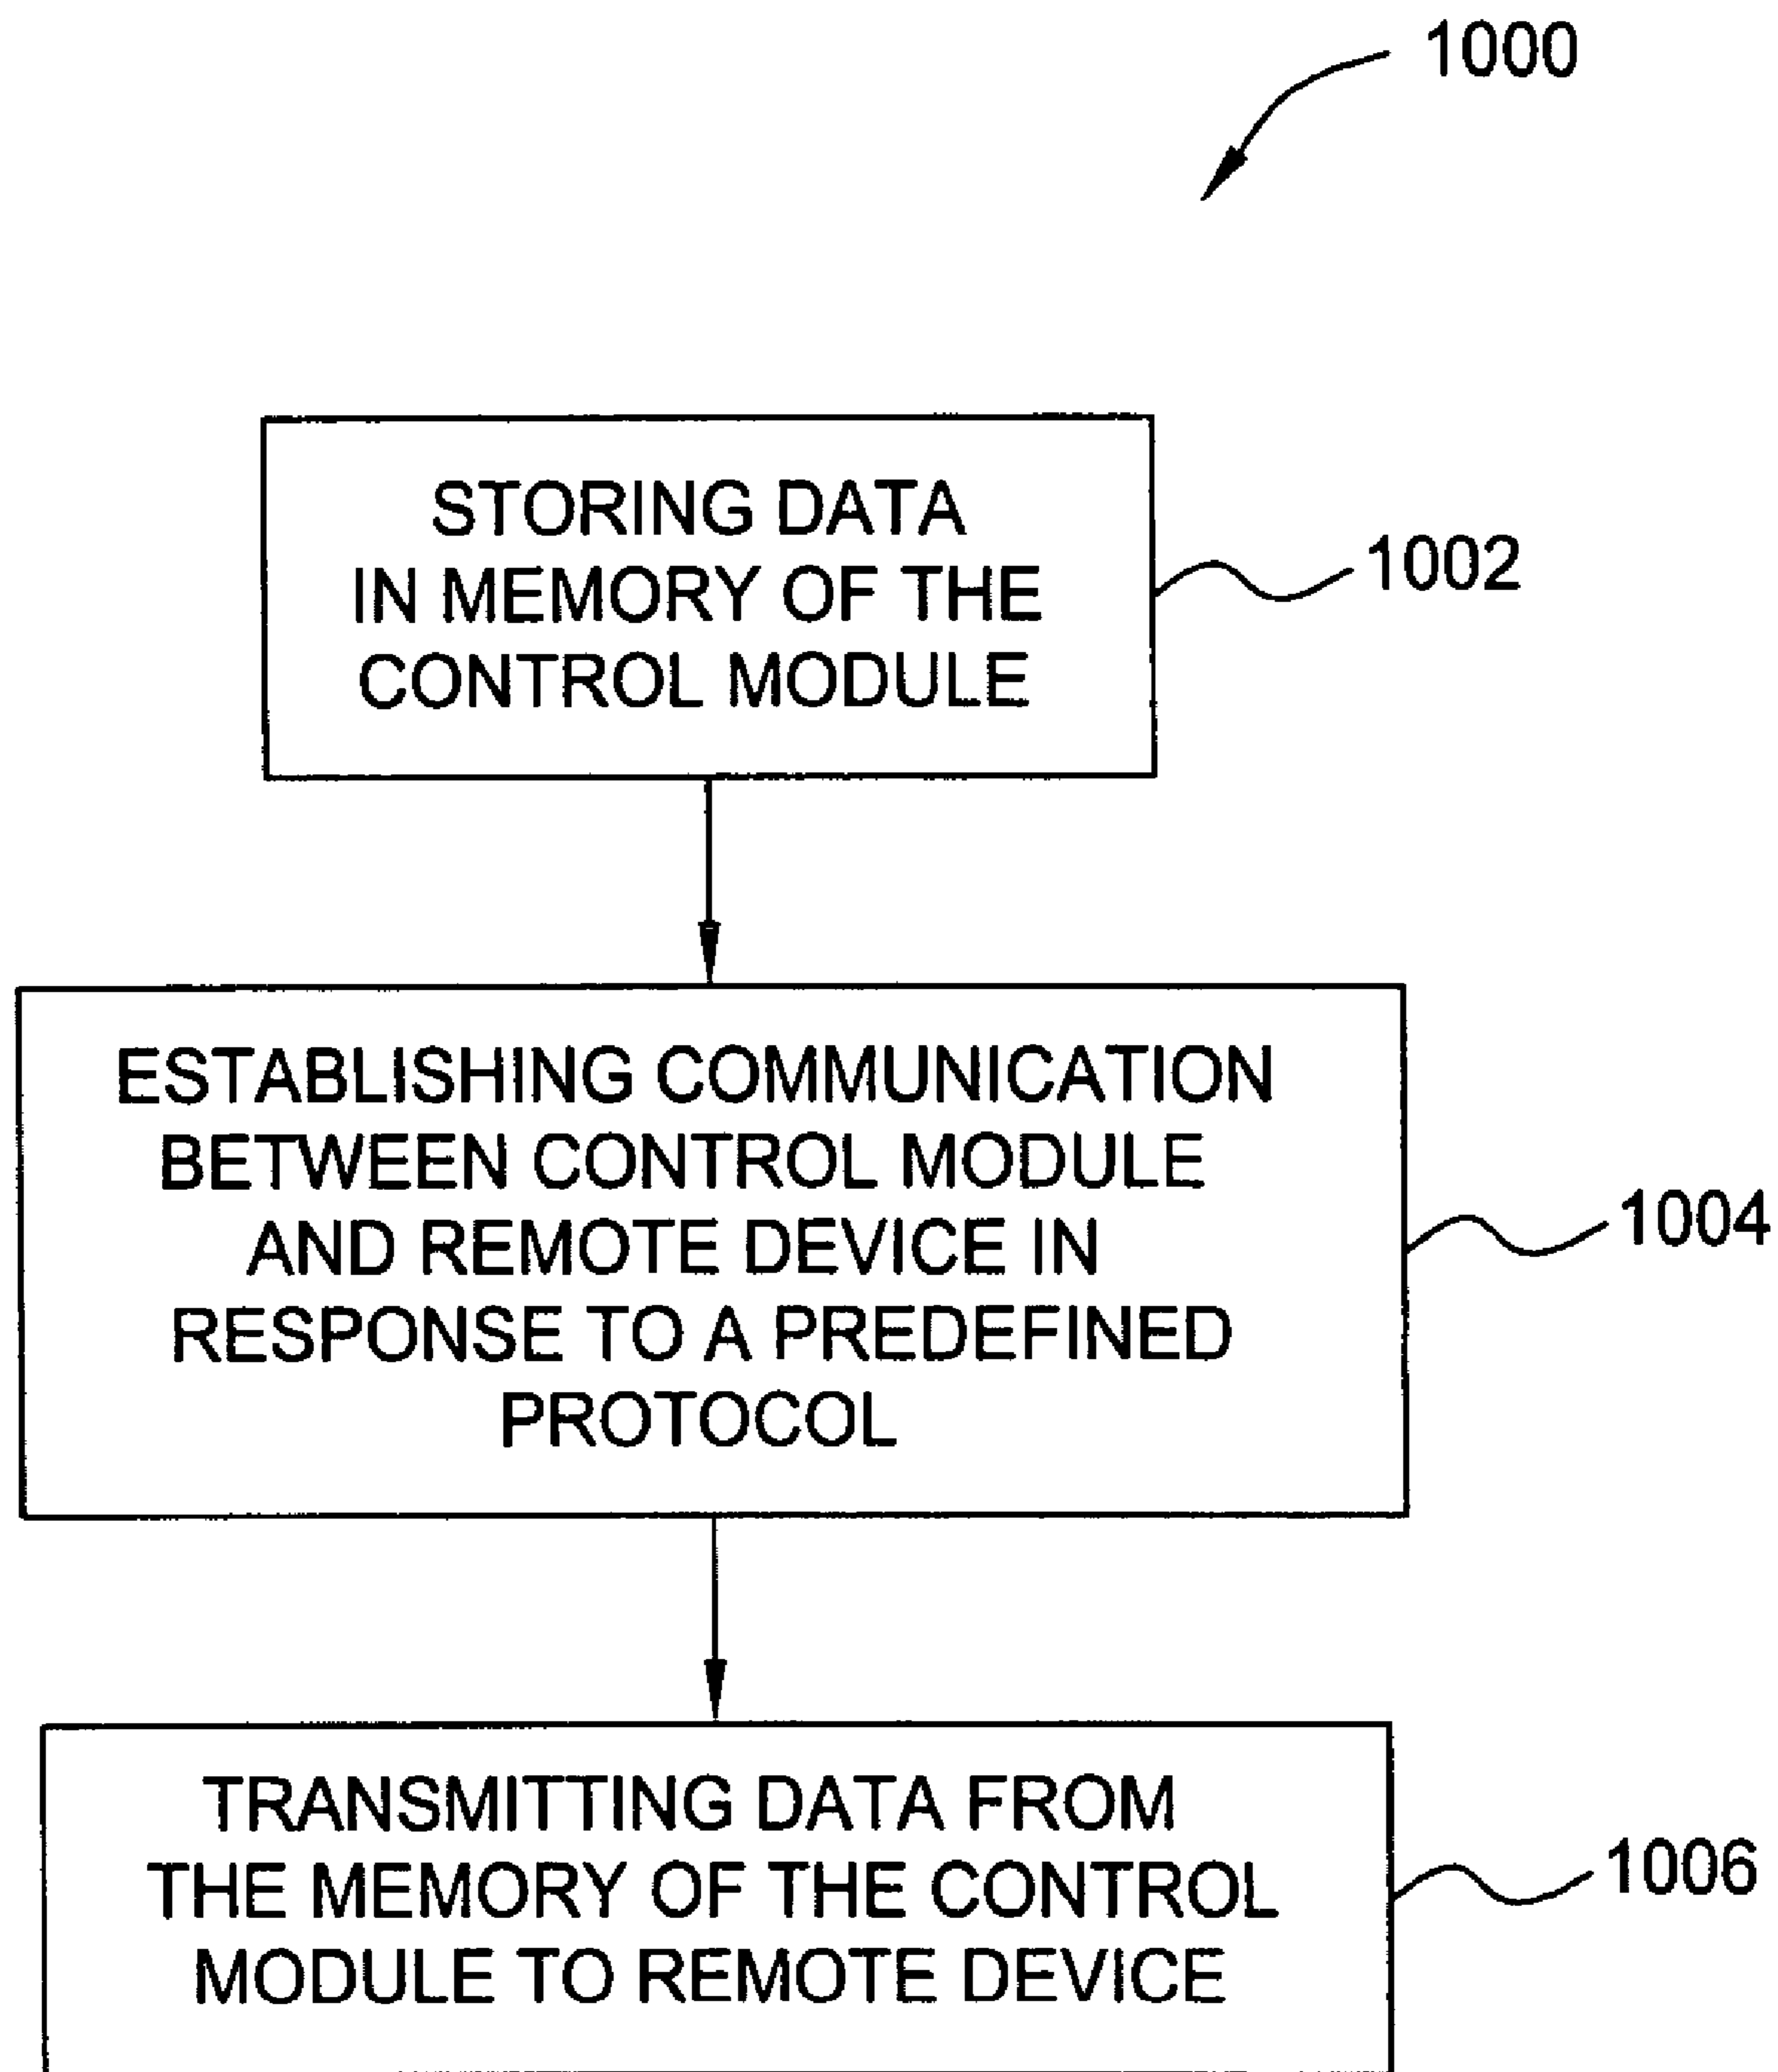 1000
STORING DATA
IN MEMORY OF THE
CONTROL MODULE
1002
ESTABLISHING COMMUNICATION
BETWEEN CONTROL MODULE
AND REMOTE DEVICE IN
RESPONSE TO A PREDEFINED
PROTOCOL
1004
TRANSMITTING DATA FROM
THE MEMORY OF THE CONTROL
MODULE TO REMOTE DEVICE
1006